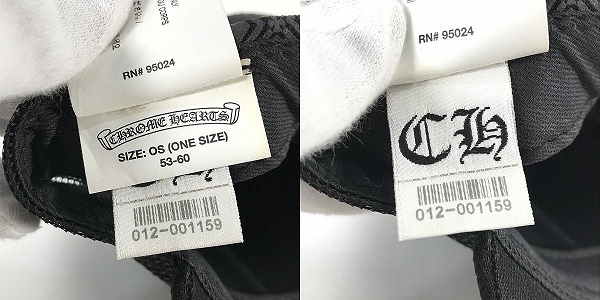 RN# 95024
CHROME HEARTS
SIZE: OS (ONE SIZE)
53-60
012-001159
RN# 95024
CH
012-001159